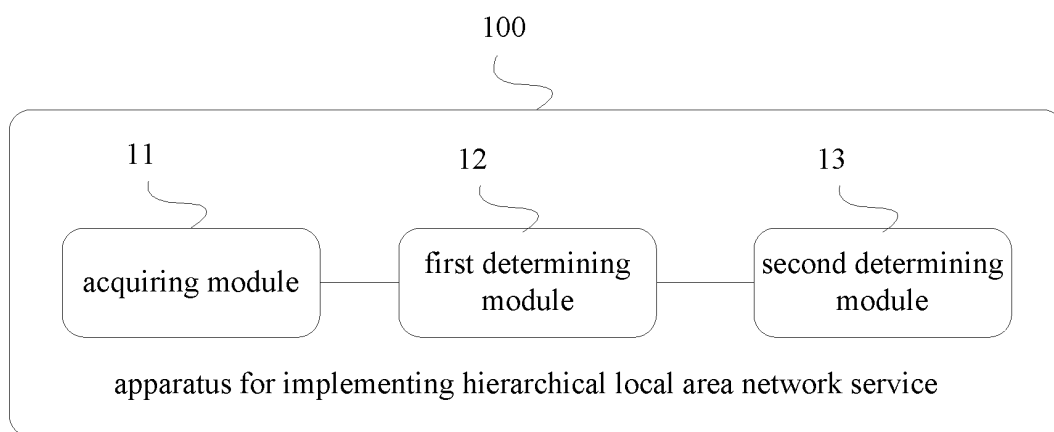 100
11
12
13
acquiring module
first determining
module
second determining
module
apparatus for implementing hierarchical local area network service